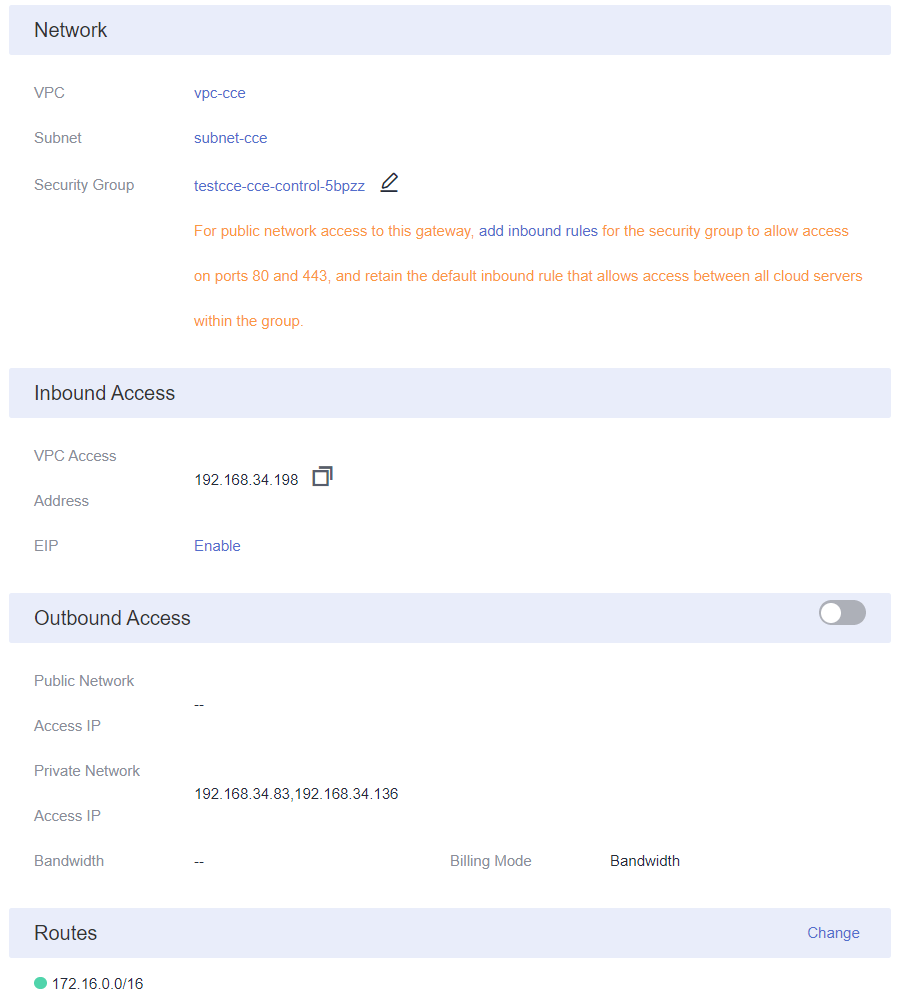 Network
VPC
vpc-cce
Subnet
subnet-cce
Security Group
testcce-cce-control-5bpzz
For public network access to this gateway, add inbound rules for the security group to allow access
on ports 80 and 443, and retain the default inbound rule that allows access between all cloud servers
within the group.
Inbound Access
VPC Access
Address
192.168.34.198
EIP
Enable
Outbound Access
Public Network
Access IP
--
Private Network
Access IP
192.168.34.83,192.168.34.136
Bandwidth
--
Billing Mode
Bandwidth
Routes
Change
172.16.0.0/16